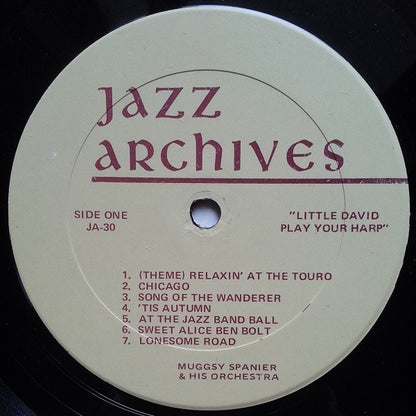 JAZZ
ARCHIVES
SIDE ONE
JA-30
"LITTLE DAVID
PLAY YOUR HARP"
1. (THEME) RELAXIN' AT THE TOURO
2. CHICAGO
3. SONG OF THE WANDERER
4. 'TIS AUTUMN
5. AT THE JAZZ BAND BALL
6. SWEET ALICE BEN BOLT
7. LONESOME ROAD
MUGGSY SPANIER
& HIS ORCHESTRA